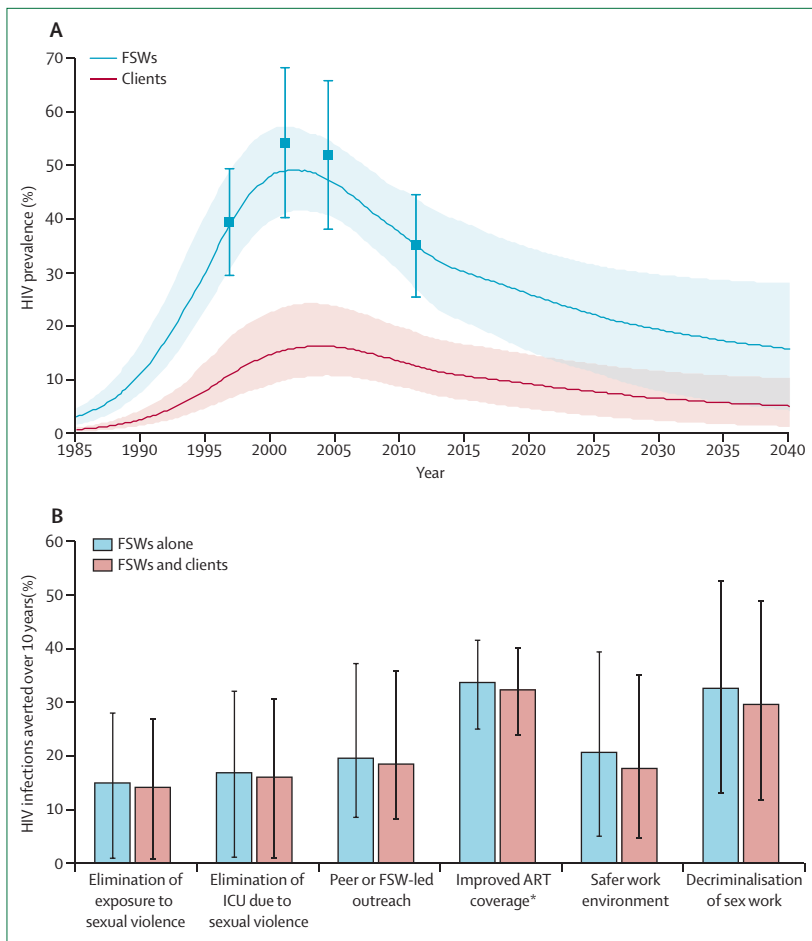 A
70
60
50
40
30
20
10
0
HIV prevalence (%)
FSWs
Clients
1985 1990 1995 2000 2005 2010 2015 2020 2025 2030 2035 2040
Year
B
60
50
40
30
20
10
0
HIV infections averted over 10 years(%)
FSWs alone
FSWs and clients
Elimination of
exposure to
sexual violence
Elimination of
ICU due to
sexual violence
Peer or FSW-led
outreach
Improved ART
coverage*
Safer work
environment
Decriminalisation
of sex work